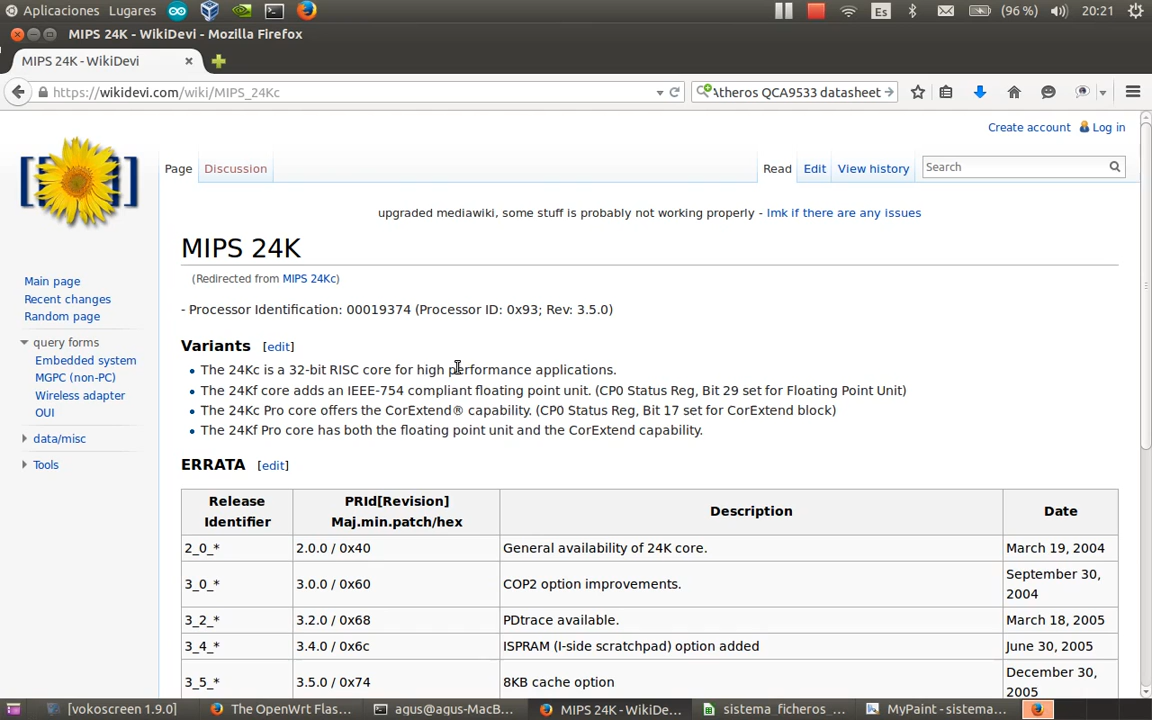 Aplicaciones Lugares Es (96 %) 20:21
MIPS 24K - WikiDevi - Mozilla Firefox
MIPS 24K - WikiDevi
https://wikidevi.com/wiki/MIPS_24Kc Atheros QCA9533 datasheet
Create account Log in
Page Discussion Read Edit View history Search
upgraded mediawiki, some stuff is probably not working properly - lmk if there are any issues
MIPS 24K
(Redirected from MIPS 24Kc)
Main page
Recent changes
Random page
query forms
Embedded system
MGPC (non-PC)
Wireless adapter
OUI
data/misc
Tools
- Processor Identification: 00019374 (Processor ID: 0x93; Rev: 3.5.0)
Variants [edit]
The 24Kc is a 32-bit RISC core for high performance applications.
The 24Kf core adds an IEEE-754 compliant floating point unit. (CP0 Status Reg, Bit 29 set for Floating Point Unit)
The 24Kc Pro core offers the CorExtend® capability. (CP0 Status Reg, Bit 17 set for CorExtend block)
The 24Kf Pro core has both the floating point unit and the CorExtend capability.
ERRATA [edit]
Release Identifier PRId[Revision] Maj.min.patch/hex Description Date
2_0_* 2.0.0 / 0x40 General availability of 24K core. March 19, 2004
3_0_* 3.0.0 / 0x60 COP2 option improvements. September 30, 2004
3_2_* 3.2.0 / 0x68 PDtrace available. March 18, 2005
3_4_* 3.4.0 / 0x6c ISPRAM (I-side scratchpad) option added June 30, 2005
3_5_* 3.5.0 / 0x74 8KB cache option December 30, 2005
[vokoscreen 1.9.0] The OpenWrt Flas... agus@agus-MacB... MIPS 24K - WikiDe... sistema_ficheros_... MyPaint - sistema...